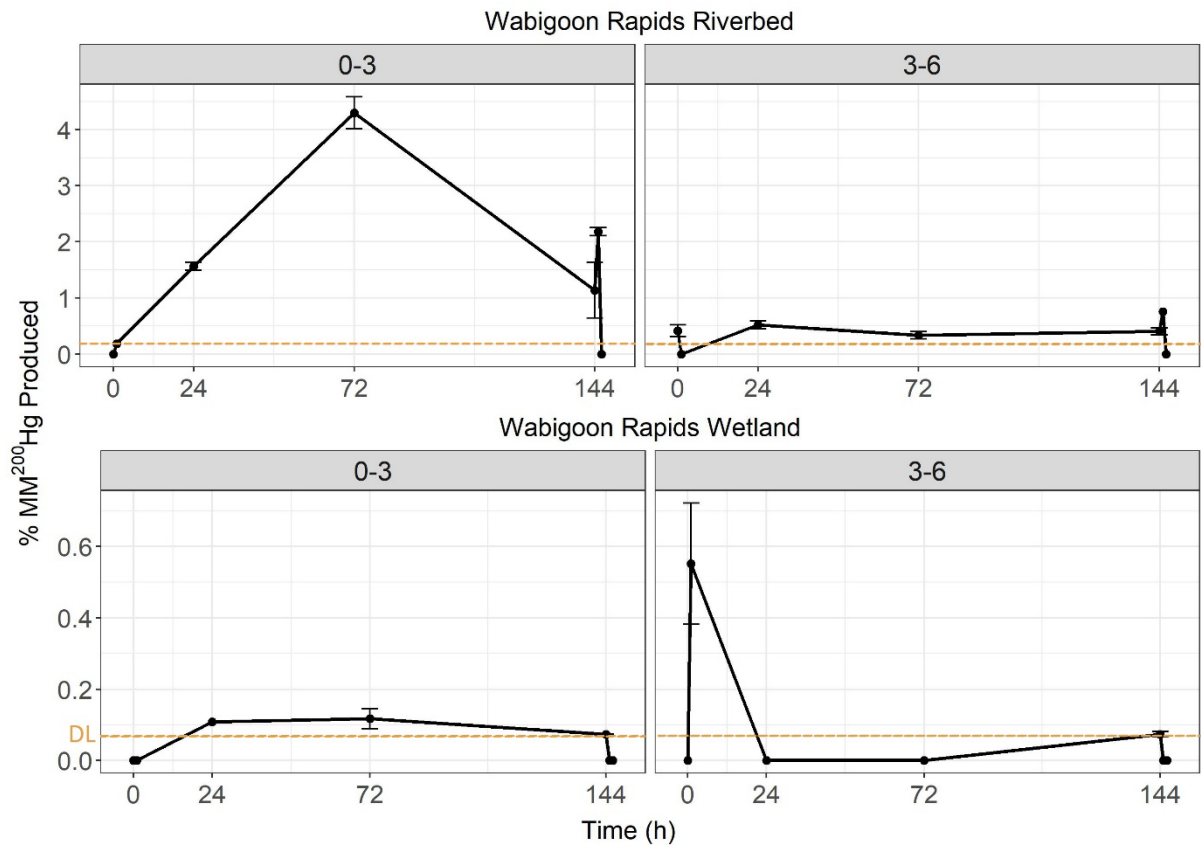 Wabigoon Rapids Riverbed
0-3 3-6
4
3
2
1
0
0 24 72 144 0 24 72 144
Wabigoon Rapids Wetland
0-3 3-6
0.6
0.4
0.2
DL
0.0
0 24 72 144 0 24 72 144
Time (h)
% MM²⁰⁰Hg Produced